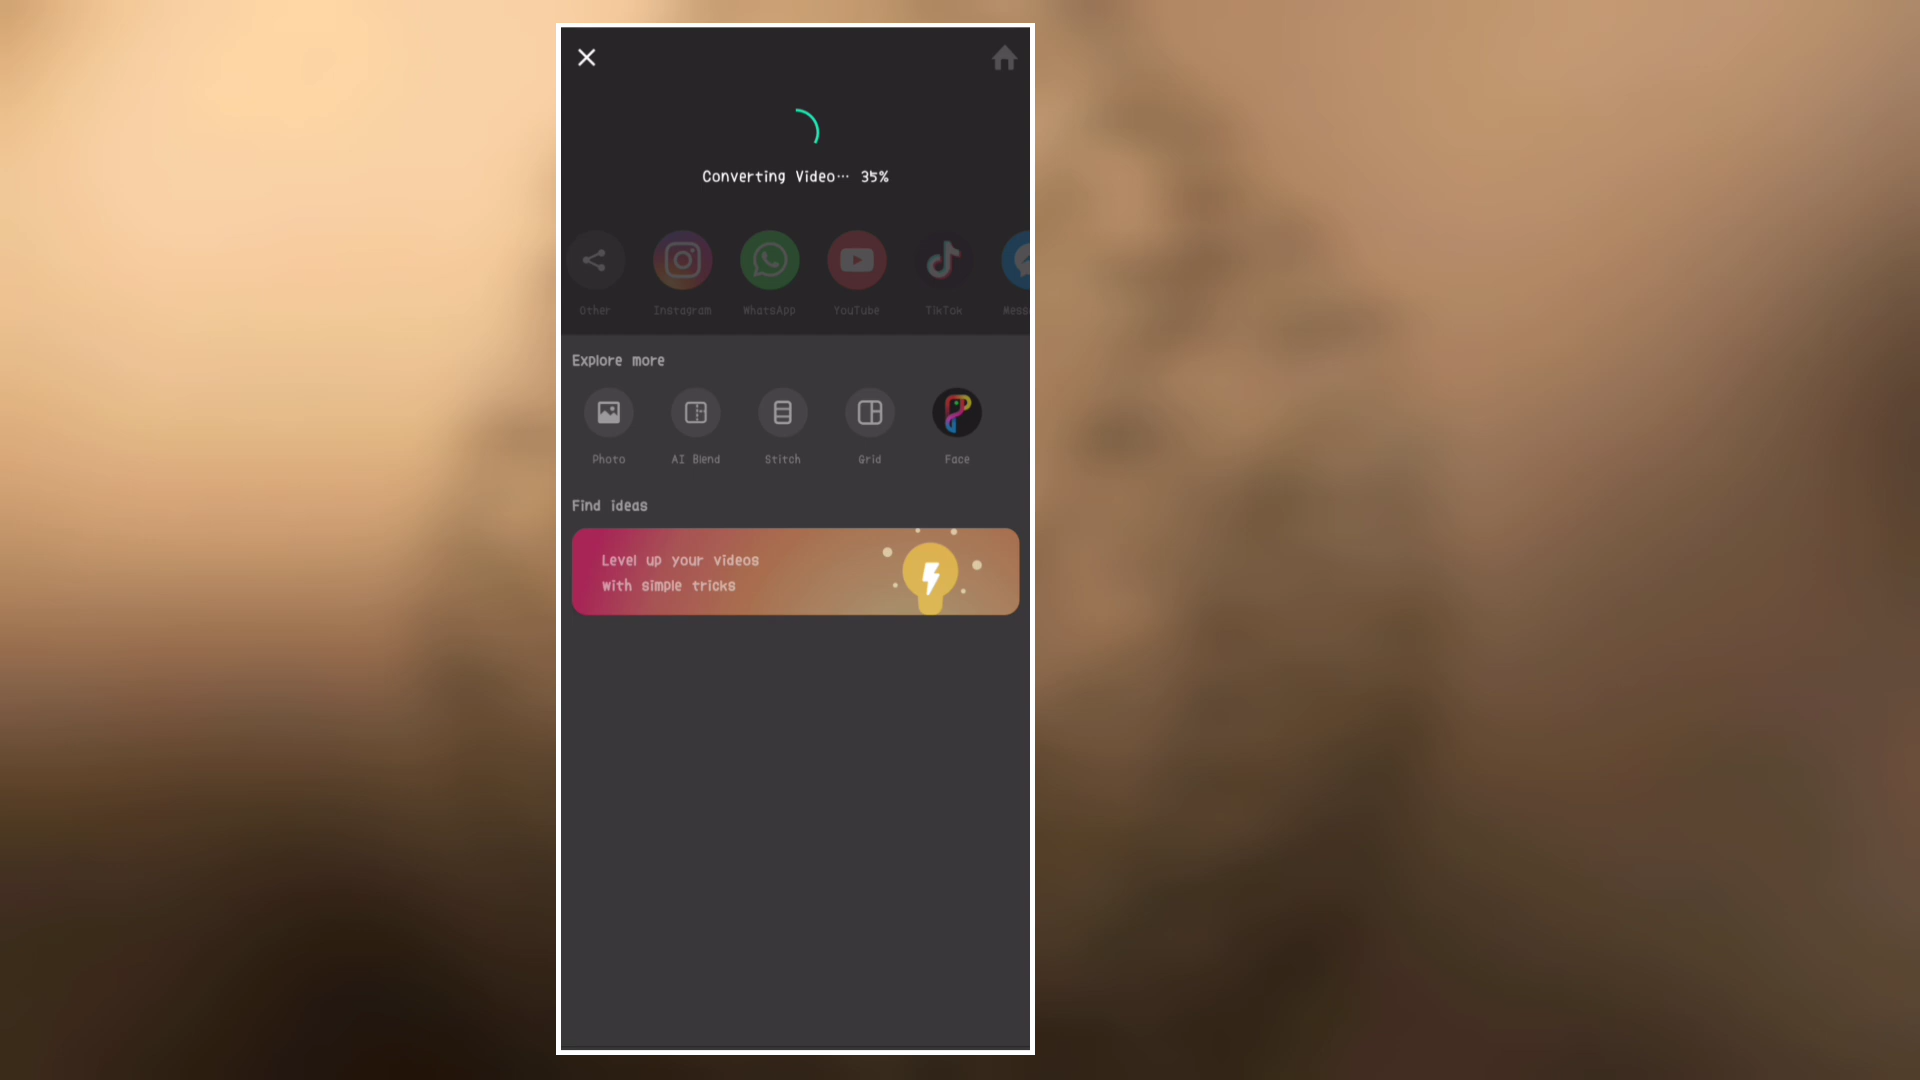 Converting Video… 35%
Other Instagram WhatsApp YouTube TikTok
Explore more
Photo AI Blend Stitch Grid Face
Find ideas
Level up your videos
with simple tricks